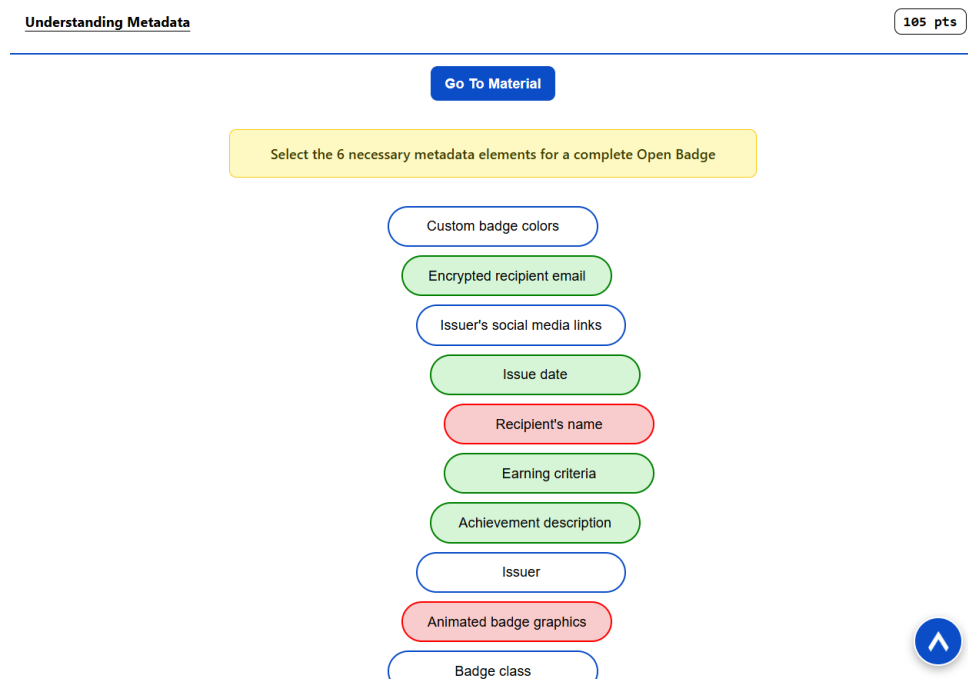 Understanding Metadata
105 pts
Go To Material
Select the 6 necessary metadata elements for a complete Open Badge
Custom badge colors
Encrypted recipient email
Issuer's social media links
Issue date
Recipient's name
Earning criteria
Achievement description
Issuer
Animated badge graphics
Badge class